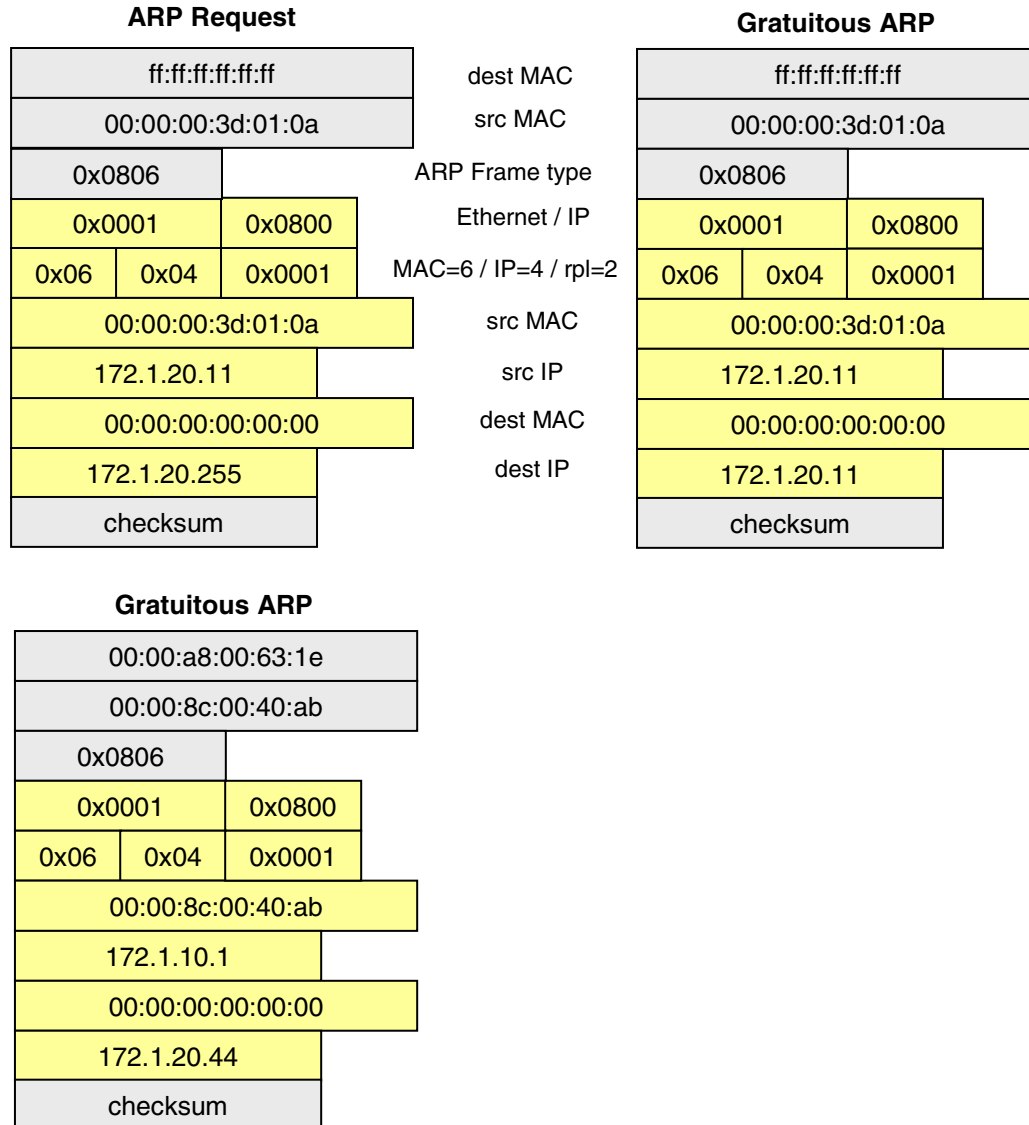 ARP Request
Gratuitous ARP
ff:ff:ff:ff:ff:ff dest MAC ff:ff:ff:ff:ff:ff
00:00:00:3d:01:0a src MAC 00:00:00:3d:01:0a
0x0806 ARP Frame type 0x0806
0x0001 0x0800 Ethernet / IP 0x0001 0x0800
0x06 0x04 0x0001 MAC=6 / IP=4 / rpl=2 0x06 0x04 0x0001
00:00:00:3d:01:0a src MAC 00:00:00:3d:01:0a
172.1.20.11 src IP 172.1.20.11
00:00:00:00:00:00 dest MAC 00:00:00:00:00:00
172.1.20.255 dest IP 172.1.20.11
checksum checksum
Gratuitous ARP
00:00:a8:00:63:1e
00:00:8c:00:40:ab
0x0806
0x0001 0x0800
0x06 0x04 0x0001
00:00:8c:00:40:ab
172.1.10.1
00:00:00:00:00:00
172.1.20.44
checksum